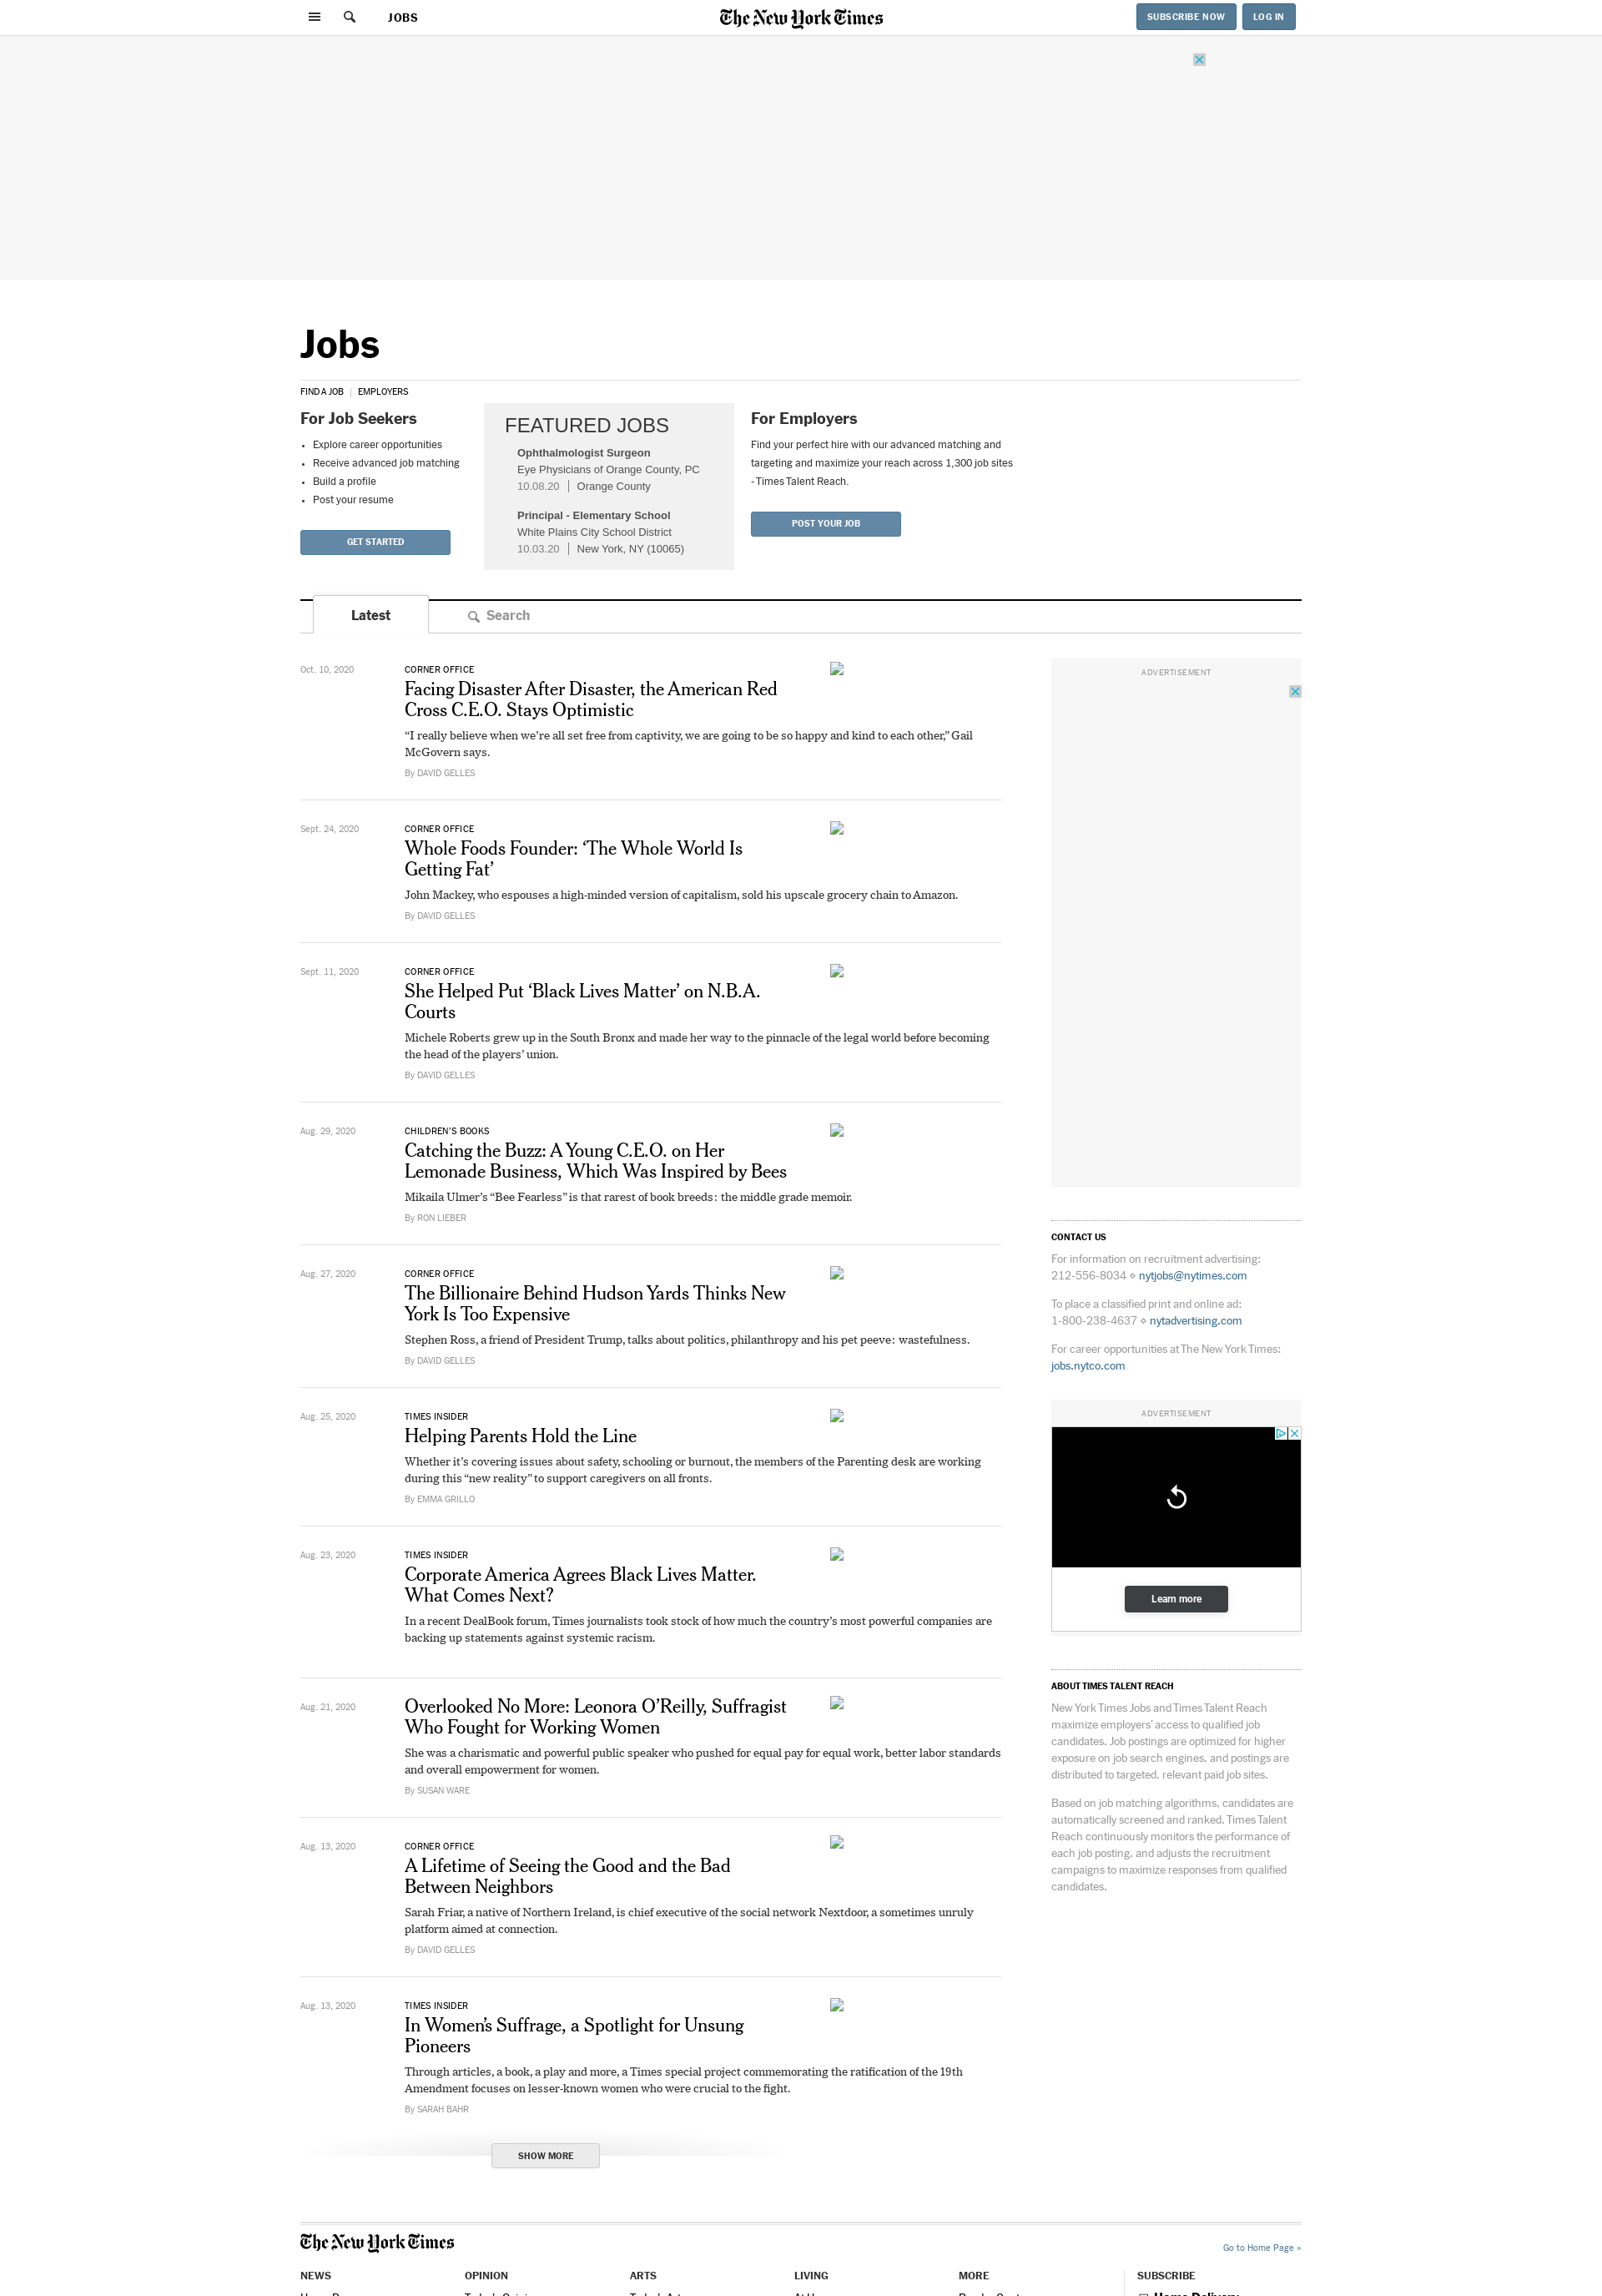 JOBS
The New York Times
SUBSCRIBE NOW
LOG IN
Jobs
FIND A JOB | EMPLOYERS
For Job Seekers
• Explore career opportunities
• Receive advanced job matching
• Build a profile
• Post your resume
GET STARTED
FEATURED JOBS
Ophthalmologist Surgeon
Eye Physicians of Orange County, PC
10.08.20 | Orange County
Principal - Elementary School
White Plains City School District
10.03.20 | New York, NY (10065)
For Employers
Find your perfect hire with our advanced matching and
targeting and maximize your reach across 1,300 job sites
- Times Talent Reach.
POST YOUR JOB
Latest
Search
Oct. 10, 2020
CORNER OFFICE
Facing Disaster After Disaster, the American Red
Cross C.E.O. Stays Optimistic
“I really believe when we’re all set free from captivity, we are going to be so happy and kind to each other,” Gail
McGovern says.
By DAVID GELLES
Sept. 24, 2020
CORNER OFFICE
Whole Foods Founder: ‘The Whole World Is
Getting Fat’
John Mackey, who espouses a high-minded version of capitalism, sold his upscale grocery chain to Amazon.
By DAVID GELLES
Sept. 11, 2020
CORNER OFFICE
She Helped Put ‘Black Lives Matter’ on N.B.A.
Courts
Michele Roberts grew up in the South Bronx and made her way to the pinnacle of the legal world before becoming
the head of the players’ union.
By DAVID GELLES
Aug. 29, 2020
CHILDREN’S BOOKS
Catching the Buzz: A Young C.E.O. on Her
Lemonade Business, Which Was Inspired by Bees
Mikaila Ulmer’s “Bee Fearless” is that rarest of book breeds: the middle grade memoir.
By RON LIEBER
Aug. 27, 2020
CORNER OFFICE
The Billionaire Behind Hudson Yards Thinks New
York Is Too Expensive
Stephen Ross, a friend of President Trump, talks about politics, philanthropy and his pet peeve: wastefulness.
By DAVID GELLES
Aug. 25, 2020
TIMES INSIDER
Helping Parents Hold the Line
Whether it’s covering issues about safety, schooling or burnout, the members of the Parenting desk are working
during this “new reality” to support caregivers on all fronts.
By EMMA GRILLO
Aug. 23, 2020
TIMES INSIDER
Corporate America Agrees Black Lives Matter.
What Comes Next?
In a recent DealBook forum, Times journalists took stock of how much the country’s most powerful companies are
backing up statements against systemic racism.
Aug. 21, 2020
Overlooked No More: Leonora O’Reilly, Suffragist
Who Fought for Working Women
She was a charismatic and powerful public speaker who pushed for equal pay for equal work, better labor standards
and overall empowerment for women.
By SUSAN WARE
Aug. 13, 2020
CORNER OFFICE
A Lifetime of Seeing the Good and the Bad
Between Neighbors
Sarah Friar, a native of Northern Ireland, is chief executive of the social network Nextdoor, a sometimes unruly
platform aimed at connection.
By DAVID GELLES
Aug. 13, 2020
TIMES INSIDER
In Women’s Suffrage, a Spotlight for Unsung
Pioneers
Through articles, a book, a play and more, a Times special project commemorating the ratification of the 19th
Amendment focuses on lesser-known women who were crucial to the fight.
By SARAH BAHR
SHOW MORE
ADVERTISEMENT
CONTACT US
For information on recruitment advertising:
212-556-8034 ⋄ nytjobs@nytimes.com
To place a classified print and online ad:
1-800-238-4637 ⋄ nytadvertising.com
For career opportunities at The New York Times:
jobs.nytco.com
ADVERTISEMENT
Learn more
ABOUT TIMES TALENT REACH
New York Times Jobs and Times Talent Reach
maximize employers’ access to qualified job
candidates. Job postings are optimized for higher
exposure on job search engines, and postings are
distributed to targeted, relevant paid job sites.
Based on job matching algorithms, candidates are
automatically screened and ranked. Times Talent
Reach continuously monitors the performance of
each job posting, and adjusts the recruitment
campaigns to maximize responses from qualified
candidates.
The New York Times
Go to Home Page »
NEWS
OPINION
ARTS
LIVING
MORE
SUBSCRIBE